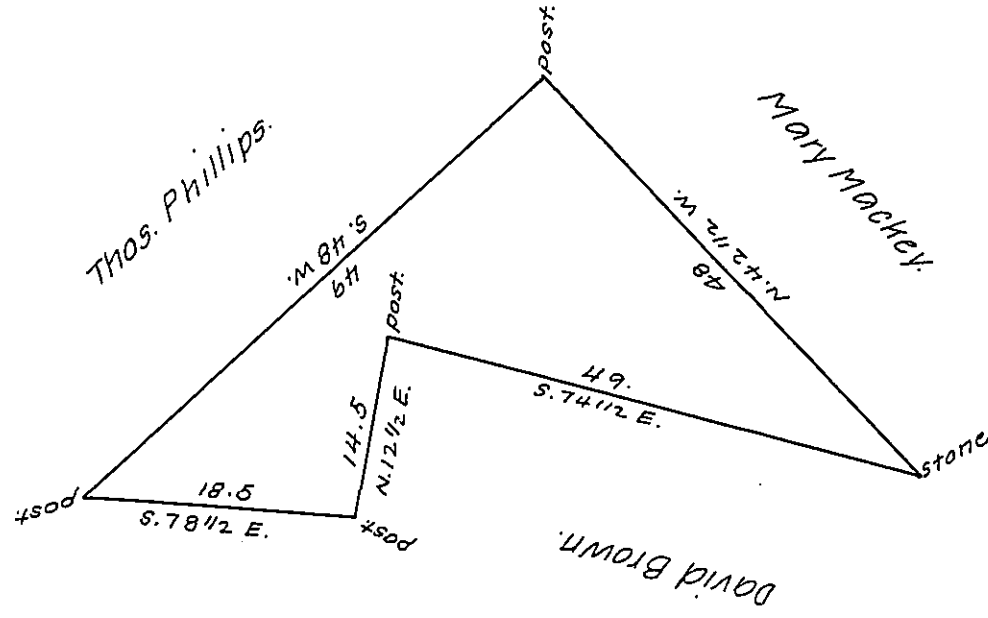 post.
Thos. Phillips.
Mary Mackey.
S. 48 W.
49
N. 42 1/2 W.
48
post.
49.
S. 74 1/2 E.
14.5
N. 12 1/2 E.
stone
post.
18.5
S. 78 1/2 E.
post
David Brown.